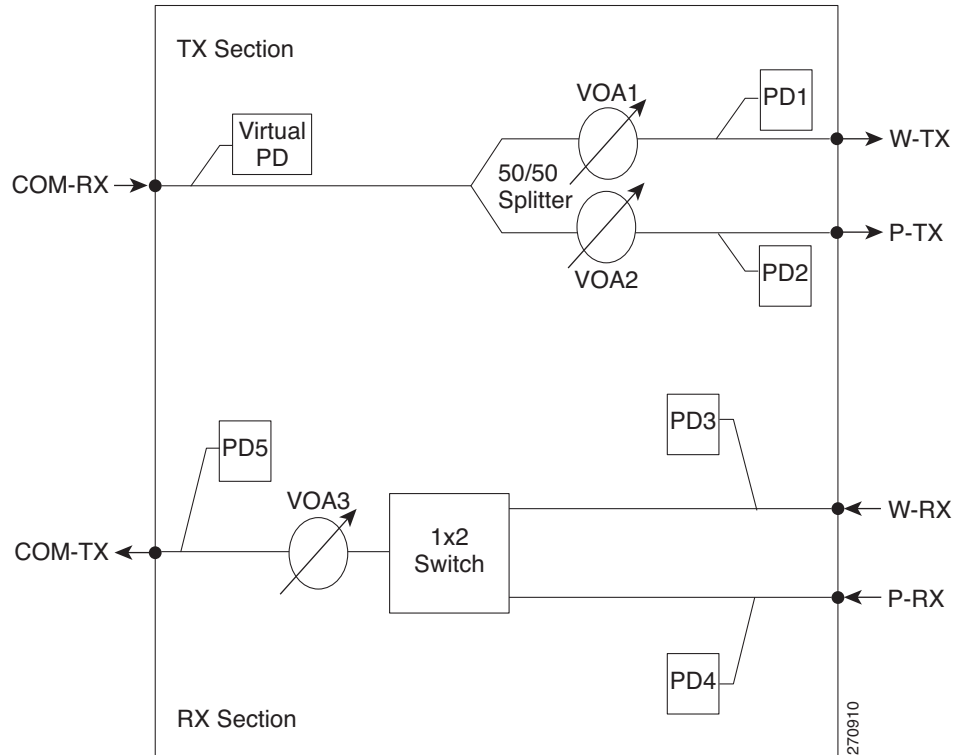 TX Section
VOA1
PD1
Virtual
PD
W-TX
COM-RX
50/50
Splitter
P-TX
VOA2
PD2
PD3
PD5
VOA3
W-RX
1x2
Switch
COM-TX
P-RX
PD4
RX Section
270910